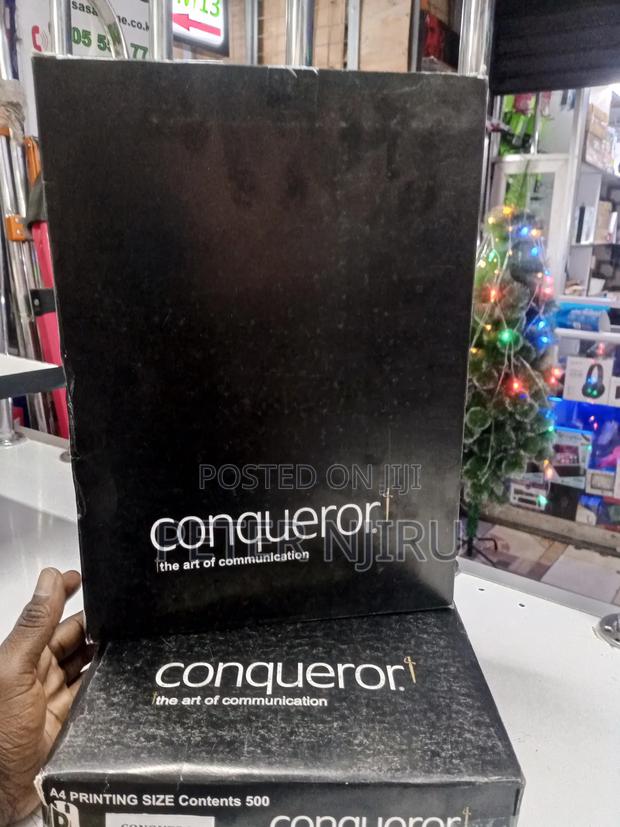 conqueror.
the art of communication
POSTED ON JIJI
PETER NJIRU
conqueror.
the art of communication
A4 PRINTING SIZE Contents 500
conqueror